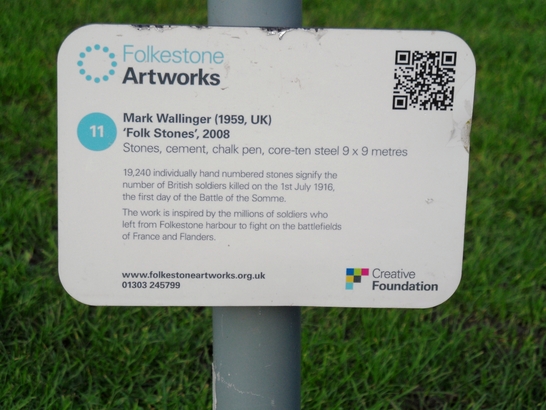 Folkestone
Artworks
11
Mark Wallinger (1959, UK)
'Folk Stones', 2008
Stones, cement, chalk pen, core-ten steel 9 x 9 metres
19,240 individually hand numbered stones signify the
number of British soldiers killed on the 1st July 1916,
the first day of the Battle of the Somme.
The work is inspired by the millions of soldiers who
left from Folkestone harbour to fight on the battlefields
of France and Flanders.
www.folkestoneartworks.org.uk
01303 245799
Creative
Foundation